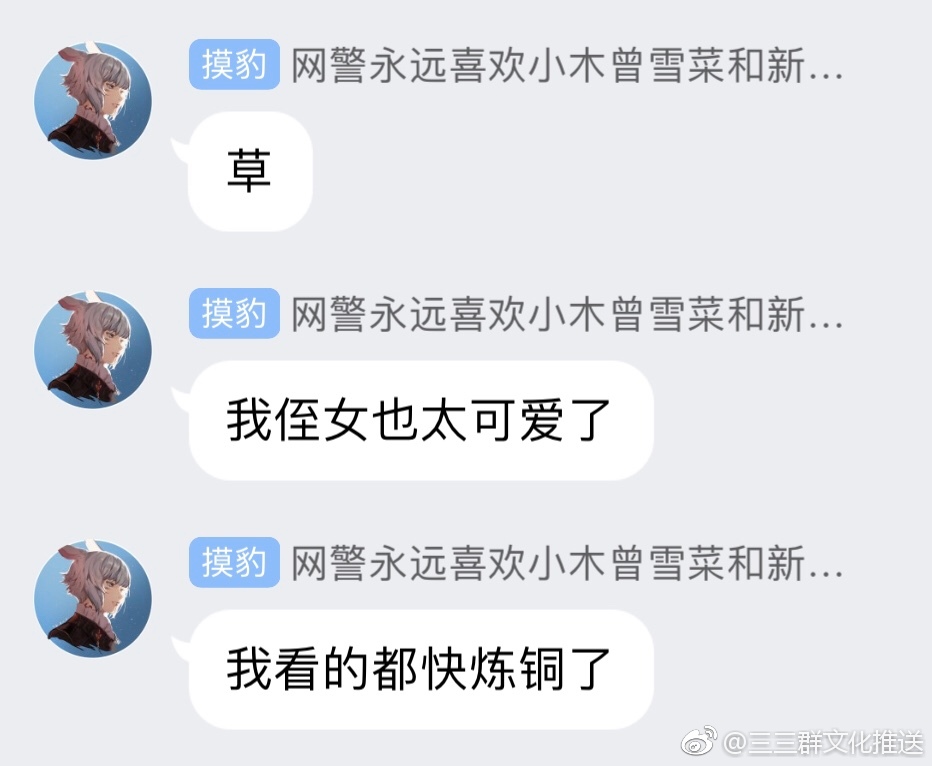 摸豹 网警永远喜欢小木曾雪菜和新...
草
摸豹 网警永远喜欢小木曾雪菜和新...
我侄女也太可爱了
摸豹 网警永远喜欢小木曾雪菜和新...
我看的都快炼铜了
@三三群文化推送